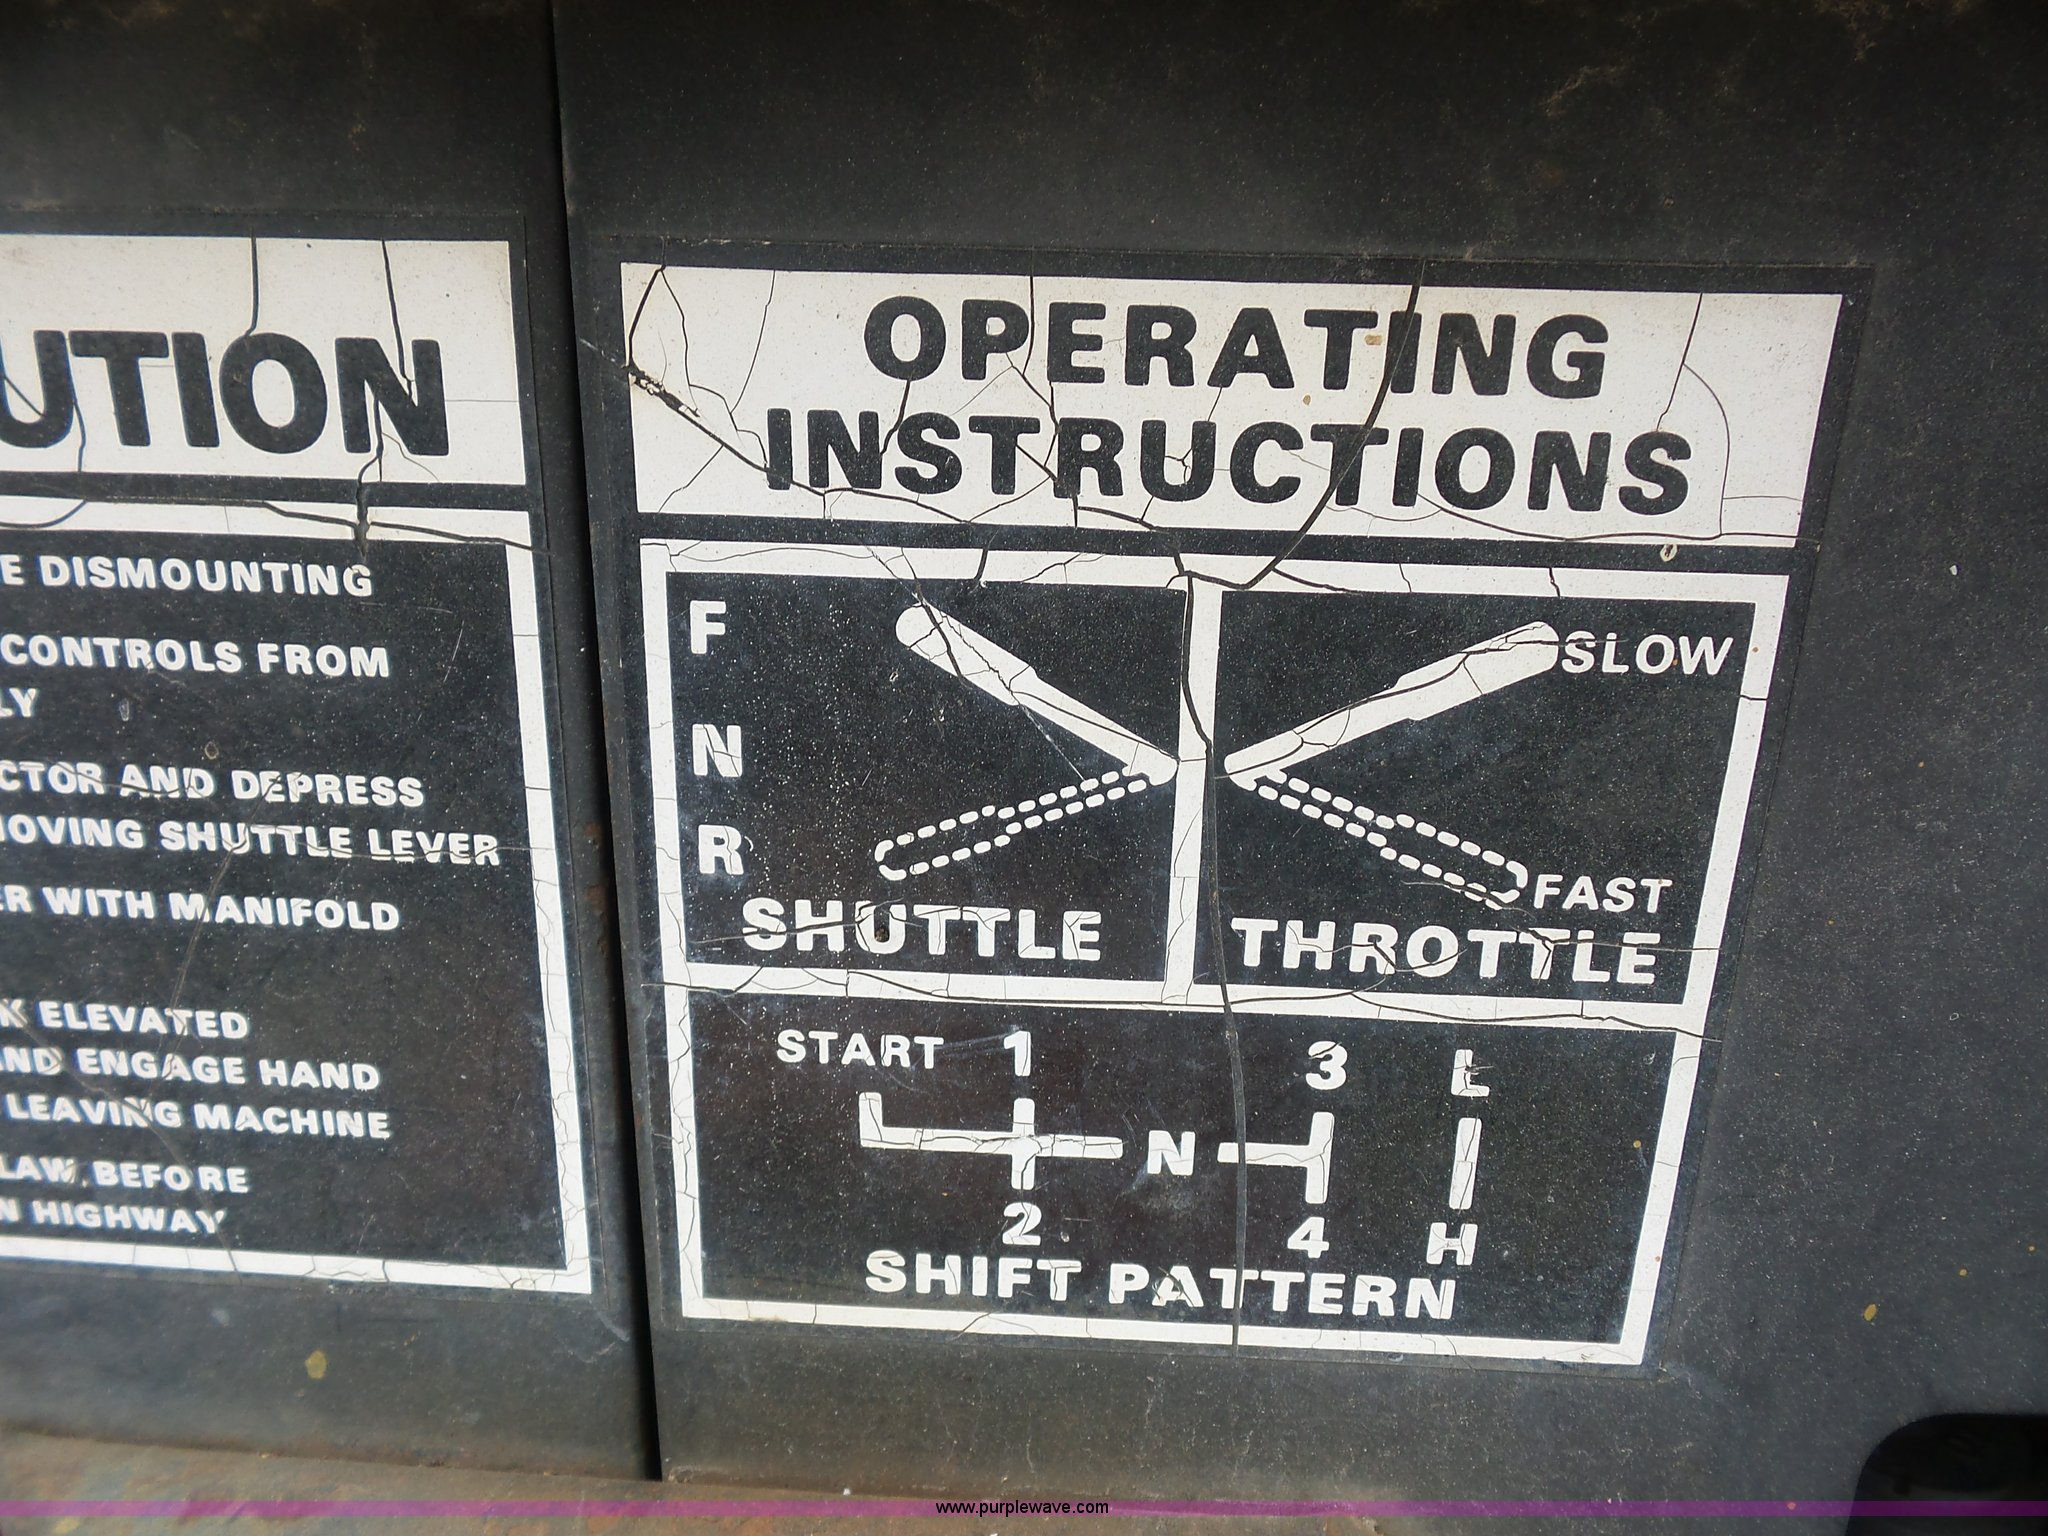 UTION
E DISMOUNTING
CONTROLS FROM
LY
CTOR AND DEPRESS
MOVING SHUTTLE LEVER
ER WITH MANIFOLD
K ELEVATED
AND ENGAGE HAND
LEAVING MACHINE
LAW, BEFORE
N HIGHWAY
OPERATING
INSTRUCTIONS
F
N
R
SHUTTLE
SLOW
FAST
THROTTLE
START 1 3 L
N
2 4 H
SHIFT PATTERN
www.purplewave.com